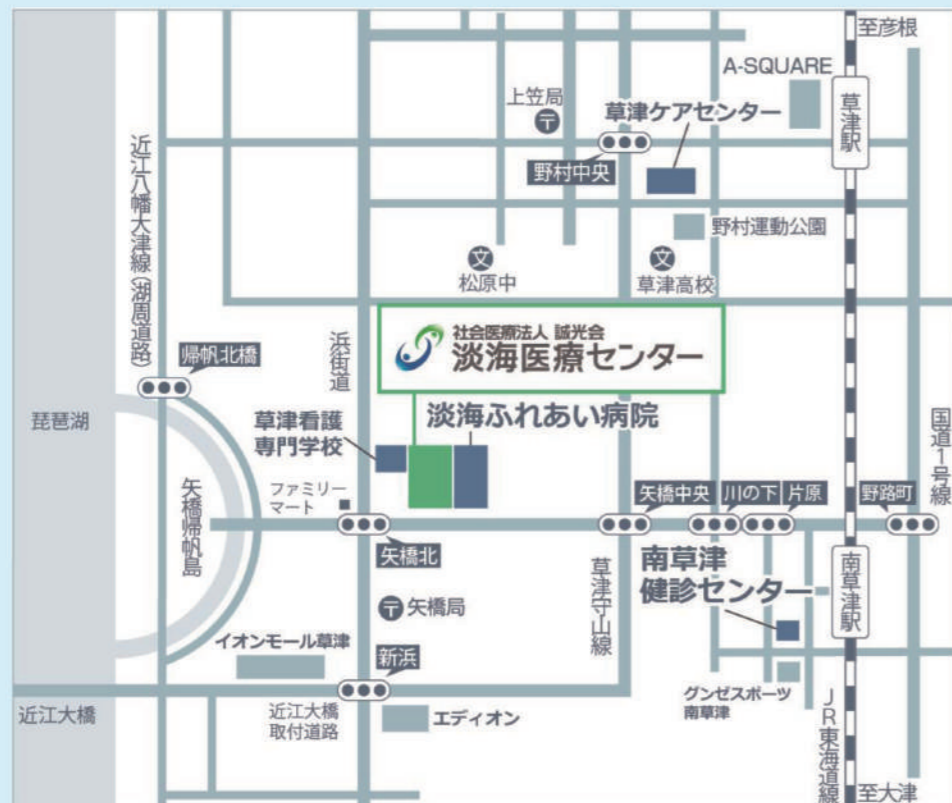 至彦根
A-SQUARE
草津駅
上笠局
草津ケアセンター
近江八幡大津線(湖周道路)
野村中央
野村運動公園
松原中
草津高校
社会医療法人 誠光会
淡海医療センター
帰帆北橋
浜街道
淡海ふれあい病院
琵琶湖
草津看護
専門学校
国道1号線
矢橋帰帆島
ファミリー
マート
矢橋中央
川の下
片原
野路町
矢橋北
草津守山線
南草津
健診センター
南草津駅
矢橋局
イオンモール草津
新浜
近江大橋
近江大橋
取付道路
エディオン
グンゼスポーツ
南草津
JR東海道線
至大津
文
文